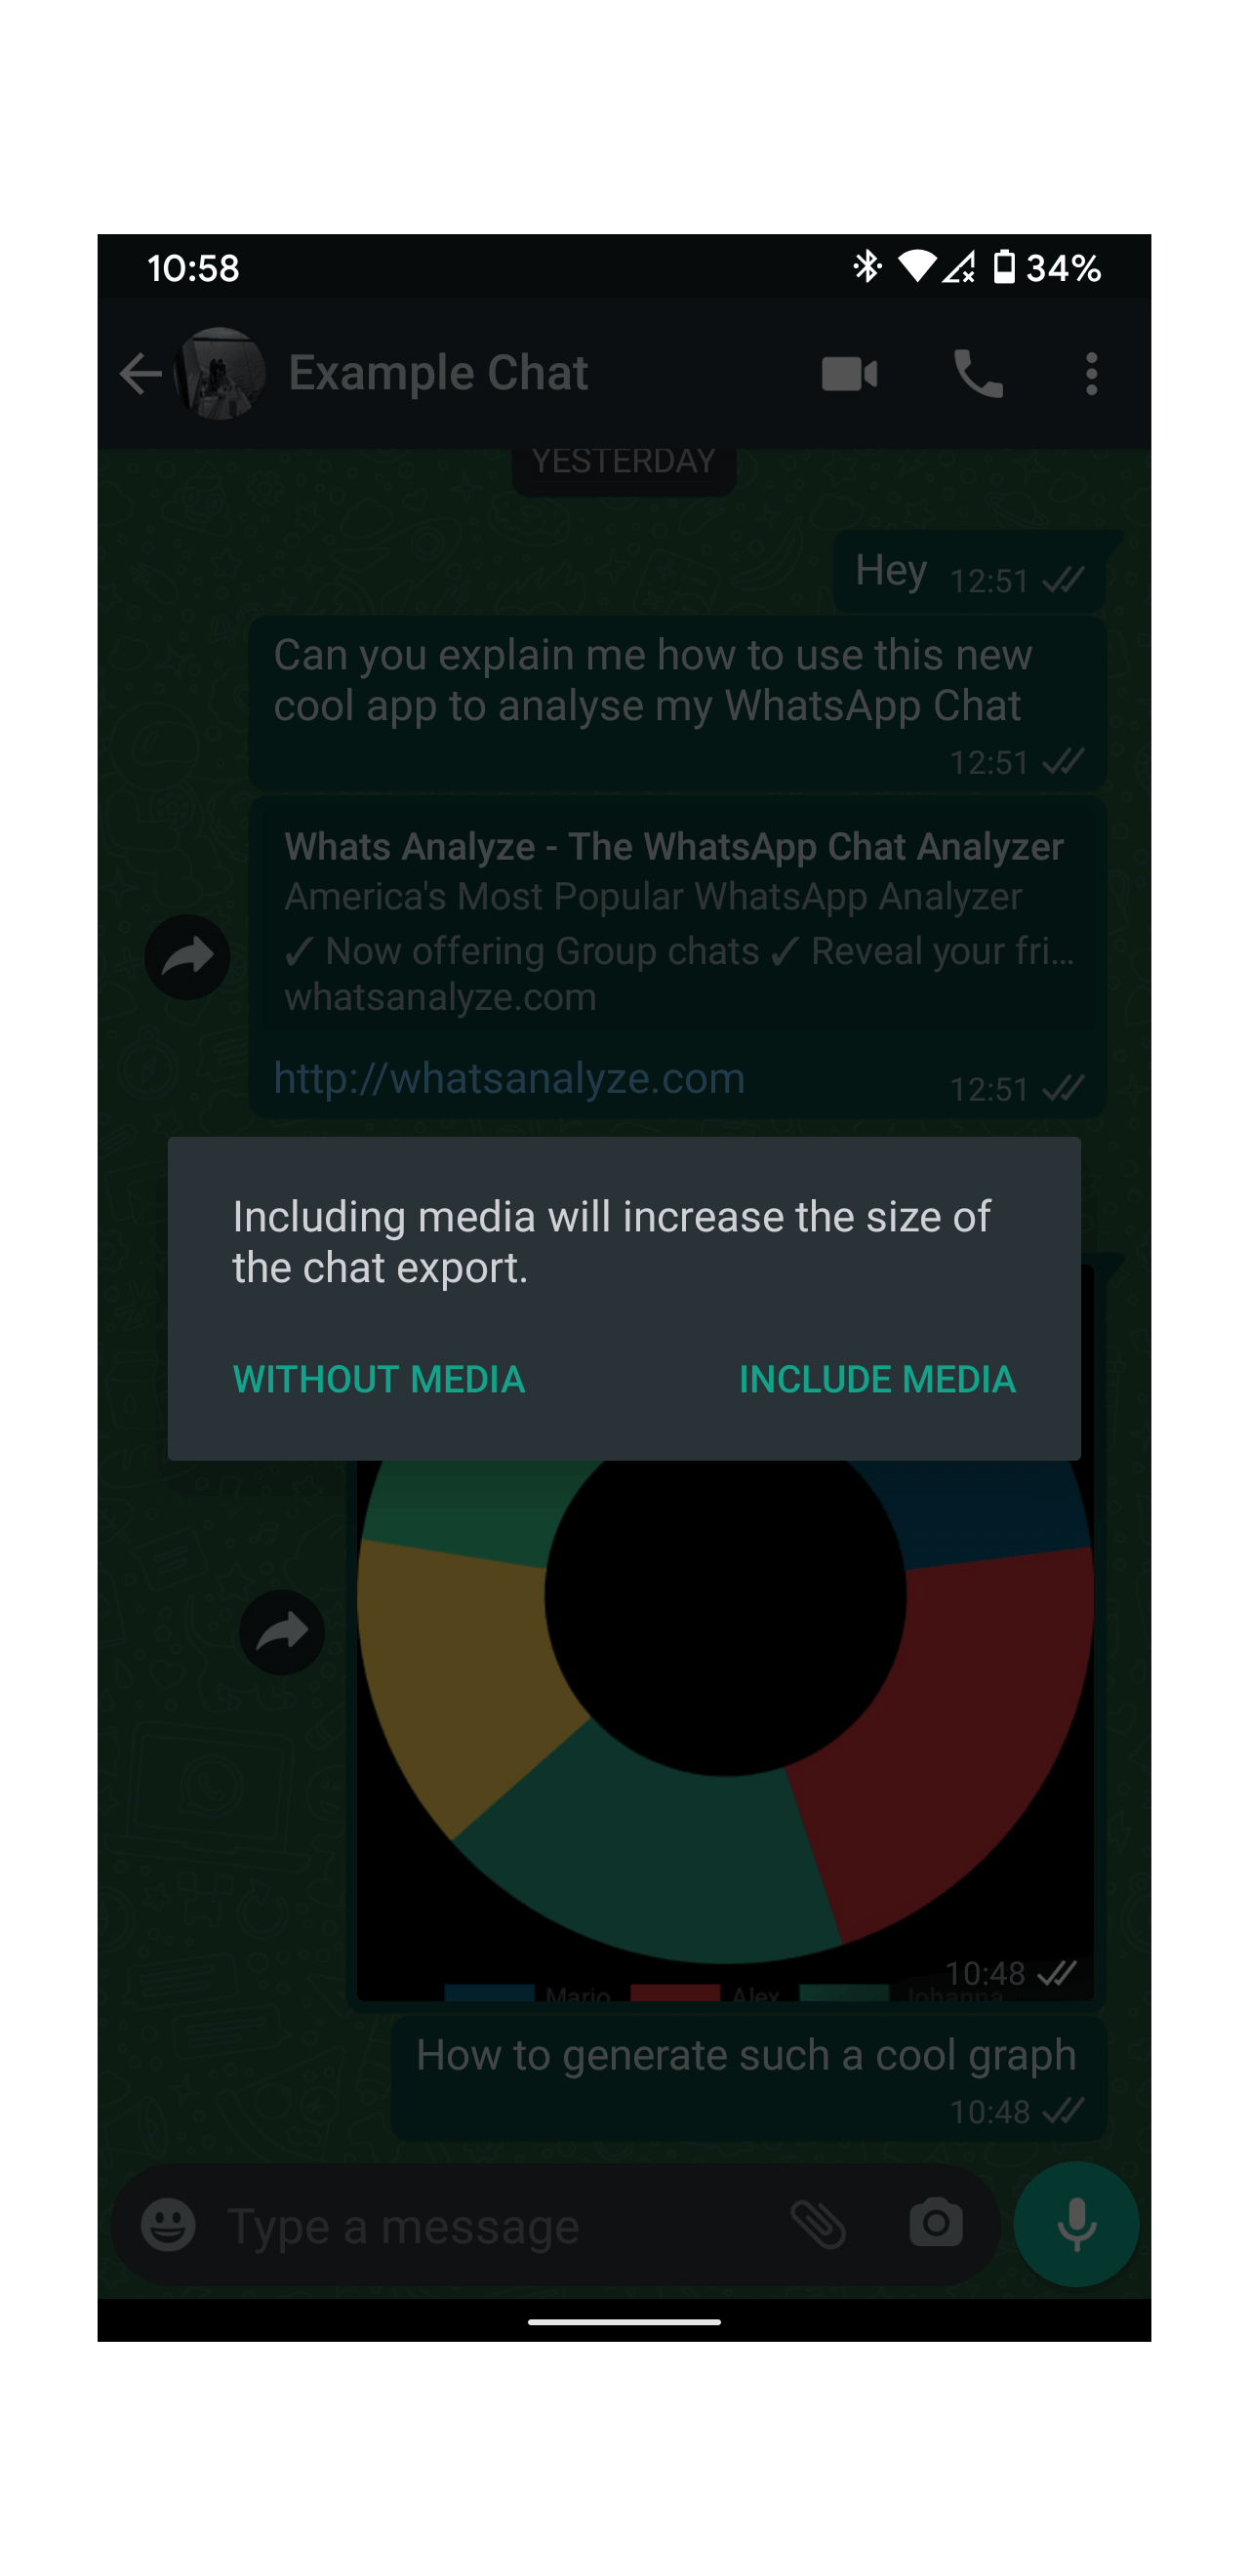 10:58
34%
Example Chat
YESTERDAY
Hey 12:51
Can you explain me how to use this new
cool app to analyse my WhatsApp Chat
12:51
Whats Analyze - The WhatsApp Chat Analyzer
America's Most Popular WhatsApp Analyzer
✓ Now offering Group chats ✓ Reveal your fri...
whatsanalyze.com
http://whatsanalyze.com 12:51
Including media will increase the size of
the chat export.
WITHOUT MEDIA INCLUDE MEDIA
10:48
Mario Alex Johanna
How to generate such a cool graph
10:48
Type a message